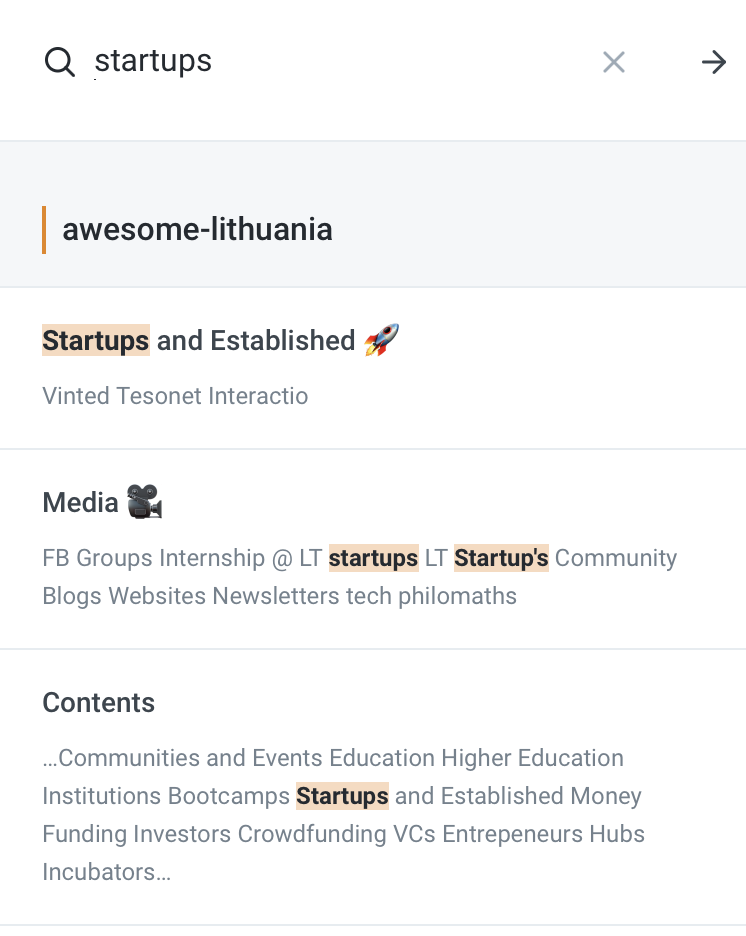 startups
awesome-lithuania
Startups and Established 🚀
Vinted Tesonet Interactio
Media 🎥
FB Groups Internship @ LT startups LT Startup's Community
Blogs Websites Newsletters tech philomaths
Contents
…Communities and Events Education Higher Education
Institutions Bootcamps Startups and Established Money
Funding Investors Crowdfunding VCs Entrepeneurs Hubs
Incubators…